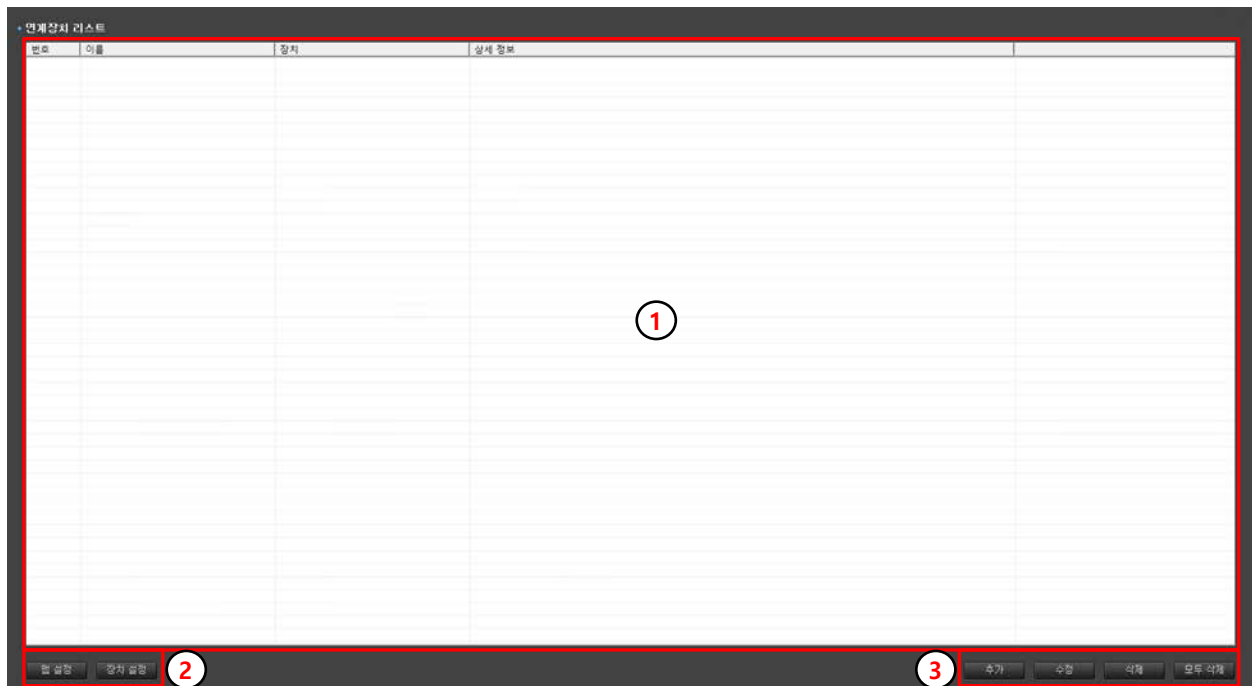 연계장치 리스트
번호 이름 장치 상세 정보
1
맵 설정 장치 설정 2 3 추가 수정 삭제 모두 삭제